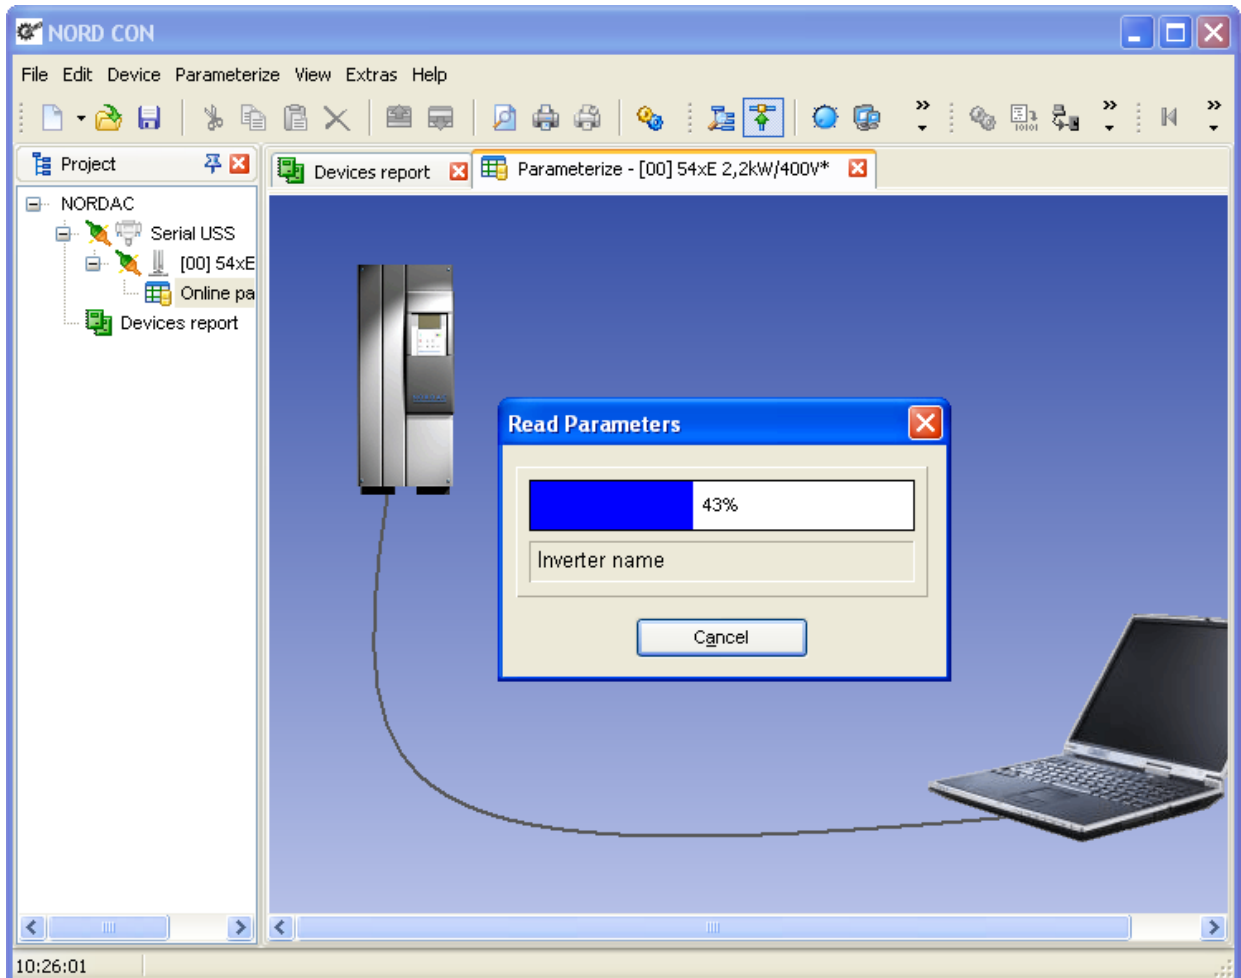 NORD CON
File Edit Device Parameterize View Extras Help
Project
Devices report
Parameterize - [00] 54xE 2,2kW/400V*
NORDAC
Serial USS
[00] 54xE
Online pa
Devices report
Read Parameters
43%
Inverter name
Cancel
10:26:01